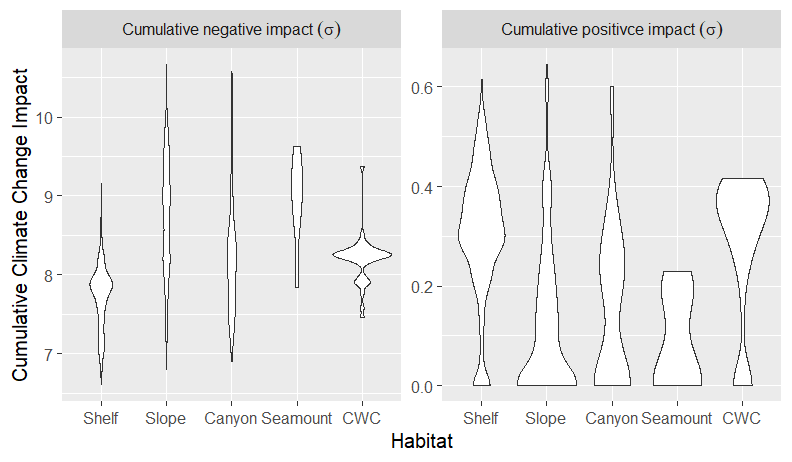 Cumulative negative impact (σ)
Cumulative positivce impact (σ)
Cumulative Climate Change Impact
10
9
8
7
0.6
0.4
0.2
0.0
Shelf Slope Canyon Seamount CWC
Shelf Slope Canyon Seamount CWC
Habitat